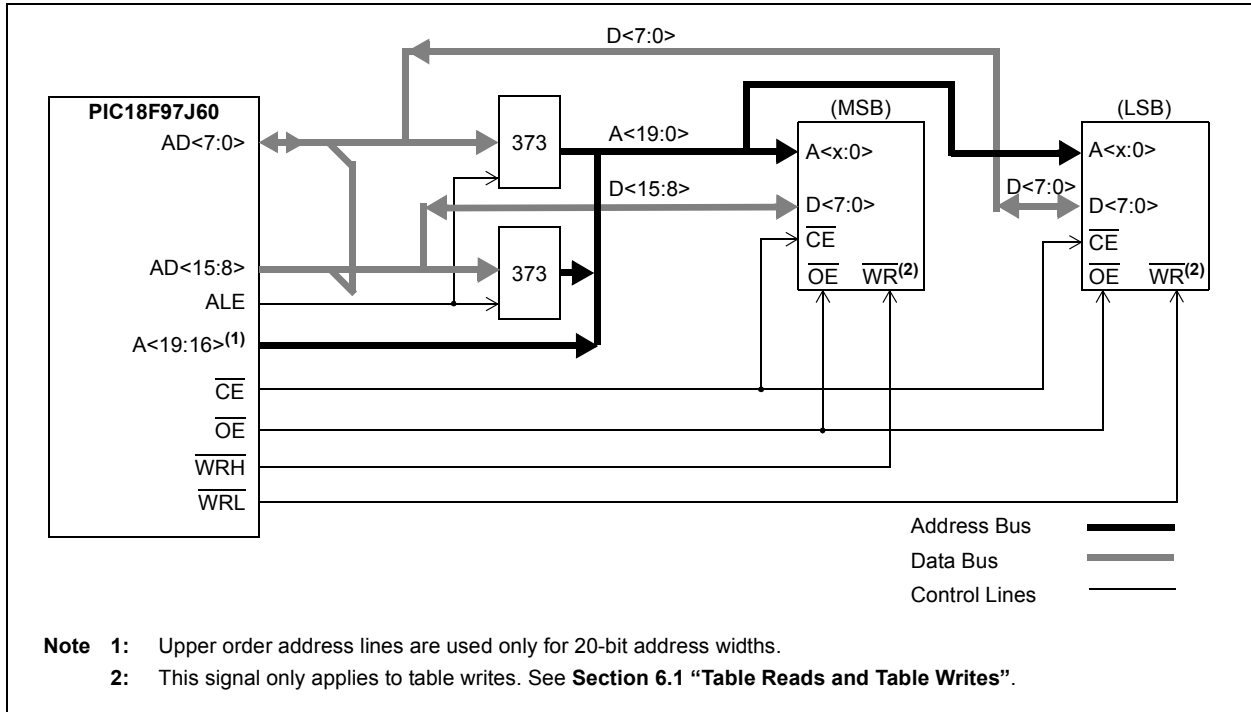 D<7:0>
PIC18F97J60
AD<7:0>
373
A<19:0>
(MSB)
A<x:0>
(LSB)
A<x:0>
D<15:8>
D<7:0>
D<7:0>
D<7:0>
CE
CE
AD<15:8>
373
OE WR(2)
OE WR(2)
ALE
A<19:16>(1)
CE
OE
WRH
WRL
Address Bus
Data Bus
Control Lines
Note 1: Upper order address lines are used only for 20-bit address widths.
2: This signal only applies to table writes. See Section 6.1 “Table Reads and Table Writes”.